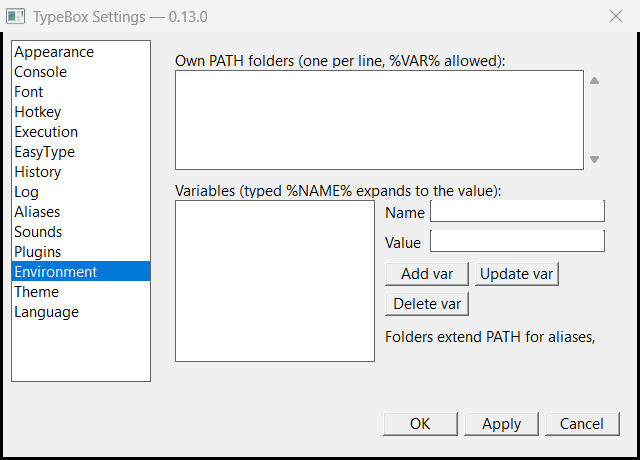 TypeBox Settings — 0.13.0
Appearance
Console
Font
Hotkey
Execution
EasyType
History
Log
Aliases
Sounds
Plugins
Environment
Theme
Language
Own PATH folders (one per line, %VAR% allowed):
Variables (typed %NAME% expands to the value):
Name
Value
Add var
Update var
Delete var
Folders extend PATH for aliases,
OK
Apply
Cancel